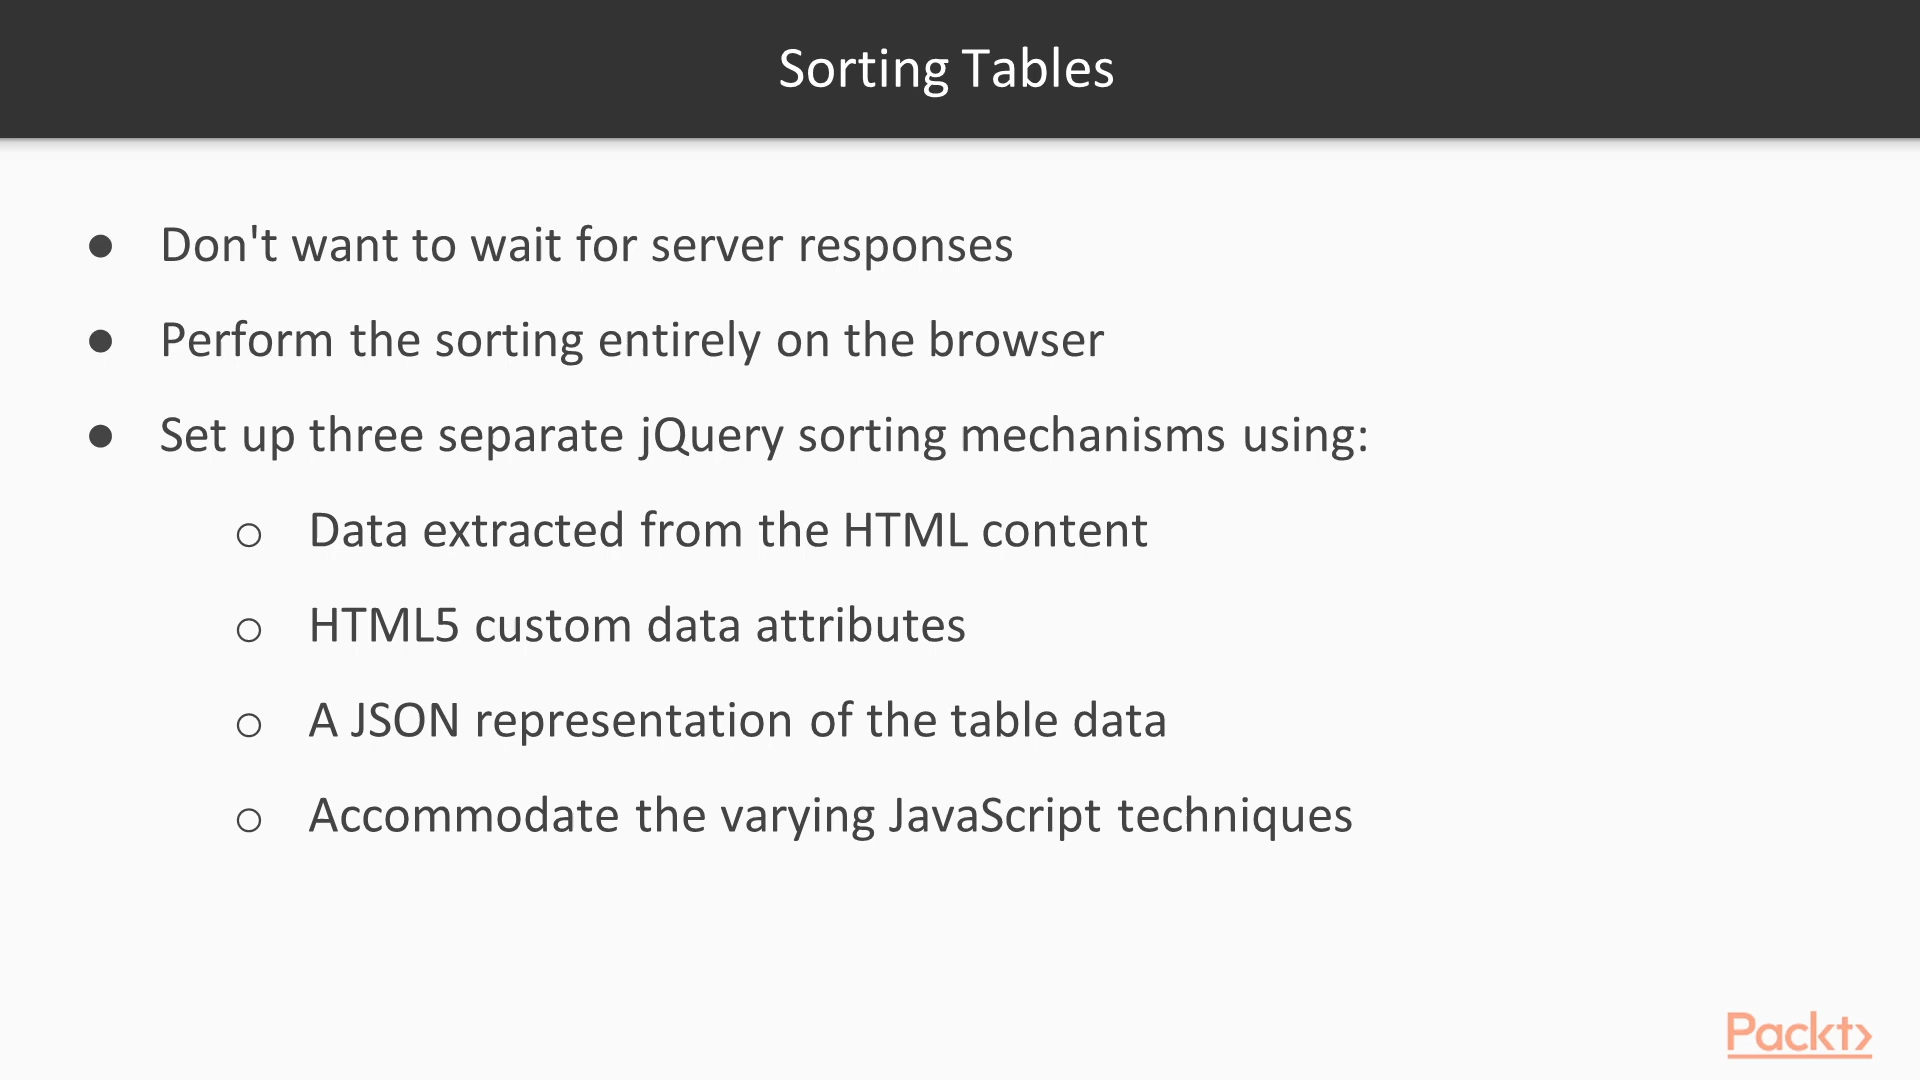 Sorting Tables
● Don't want to wait for server responses
● Perform the sorting entirely on the browser
● Set up three separate jQuery sorting mechanisms using:
○ Data extracted from the HTML content
○ HTML5 custom data attributes
○ A JSON representation of the table data
○ Accommodate the varying JavaScript techniques
Packt>